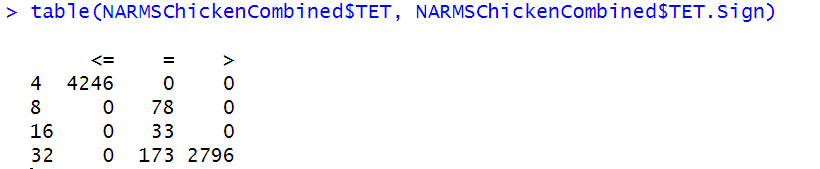 > table(NARMSChickenCombined$TET, NARMSChickenCombined$TET.Sign)
<= = >
4 4246 0 0
8 0 78 0
16 0 33 0
32 0 173 2796